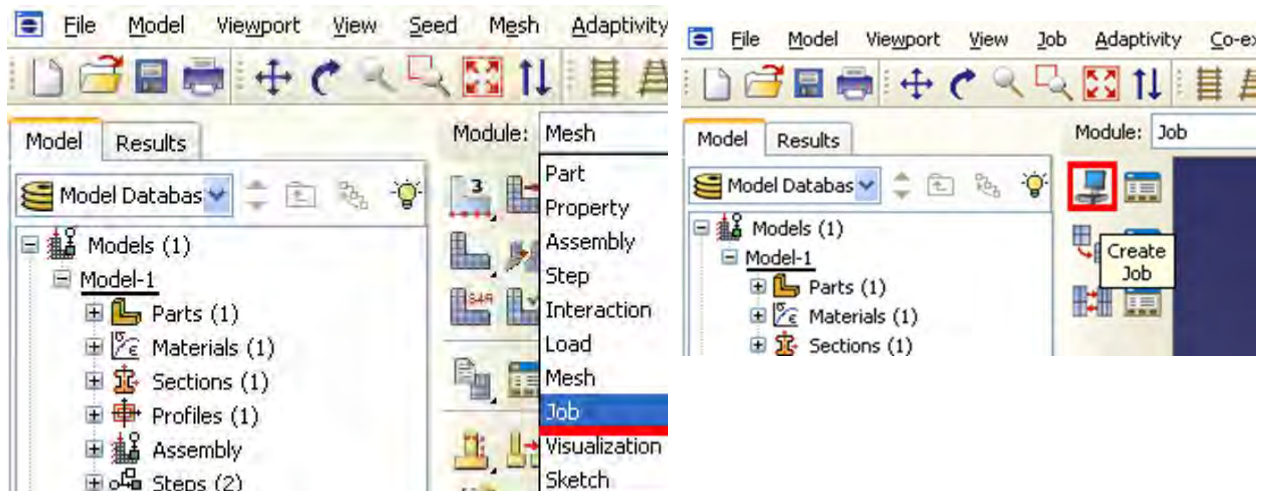 File Model Viewport View Seed Mesh Adaptivity
Model Results
Module: Mesh
Model Databas
Models (1)
Model-1
Parts (1)
Materials (1)
Sections (1)
Profiles (1)
Assembly
Steps (2)
3
Part
Property
Assembly
Step
Interaction
Load
Mesh
Job
Visualization
Sketch
File Model Viewport View Job Adaptivity Co-ex
Model Results
Module: Job
Model Databas
Models (1)
Model-1
Parts (1)
Materials (1)
Sections (1)
Create
Job